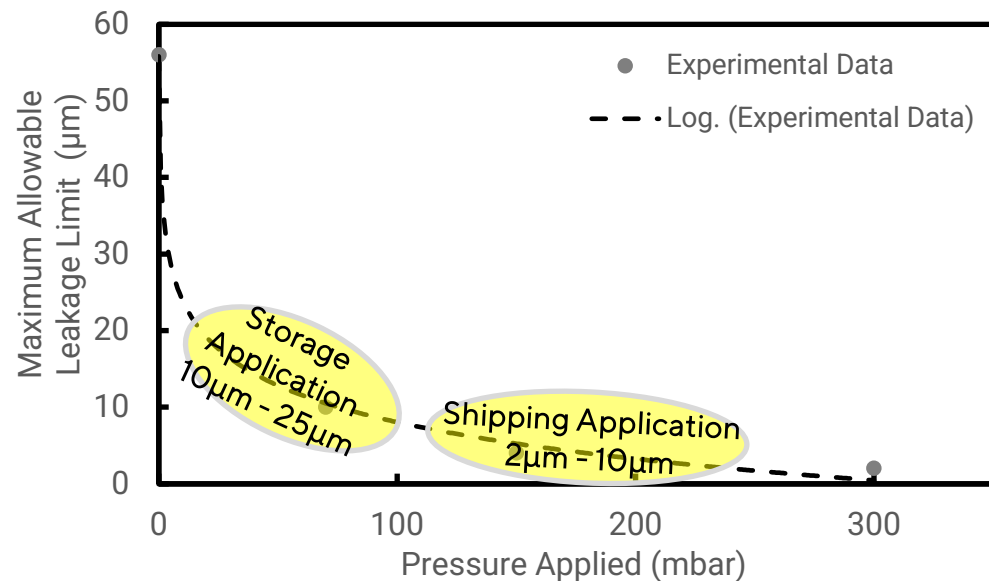 60
50
40
30
20
10
0
0
100
200
300
Maximum Allowable
Leakage Limit (µm)
Pressure Applied (mbar)
Experimental Data
Log. (Experimental Data)
Storage
Application
10µm - 25µm
Shipping Application
2µm - 10µm